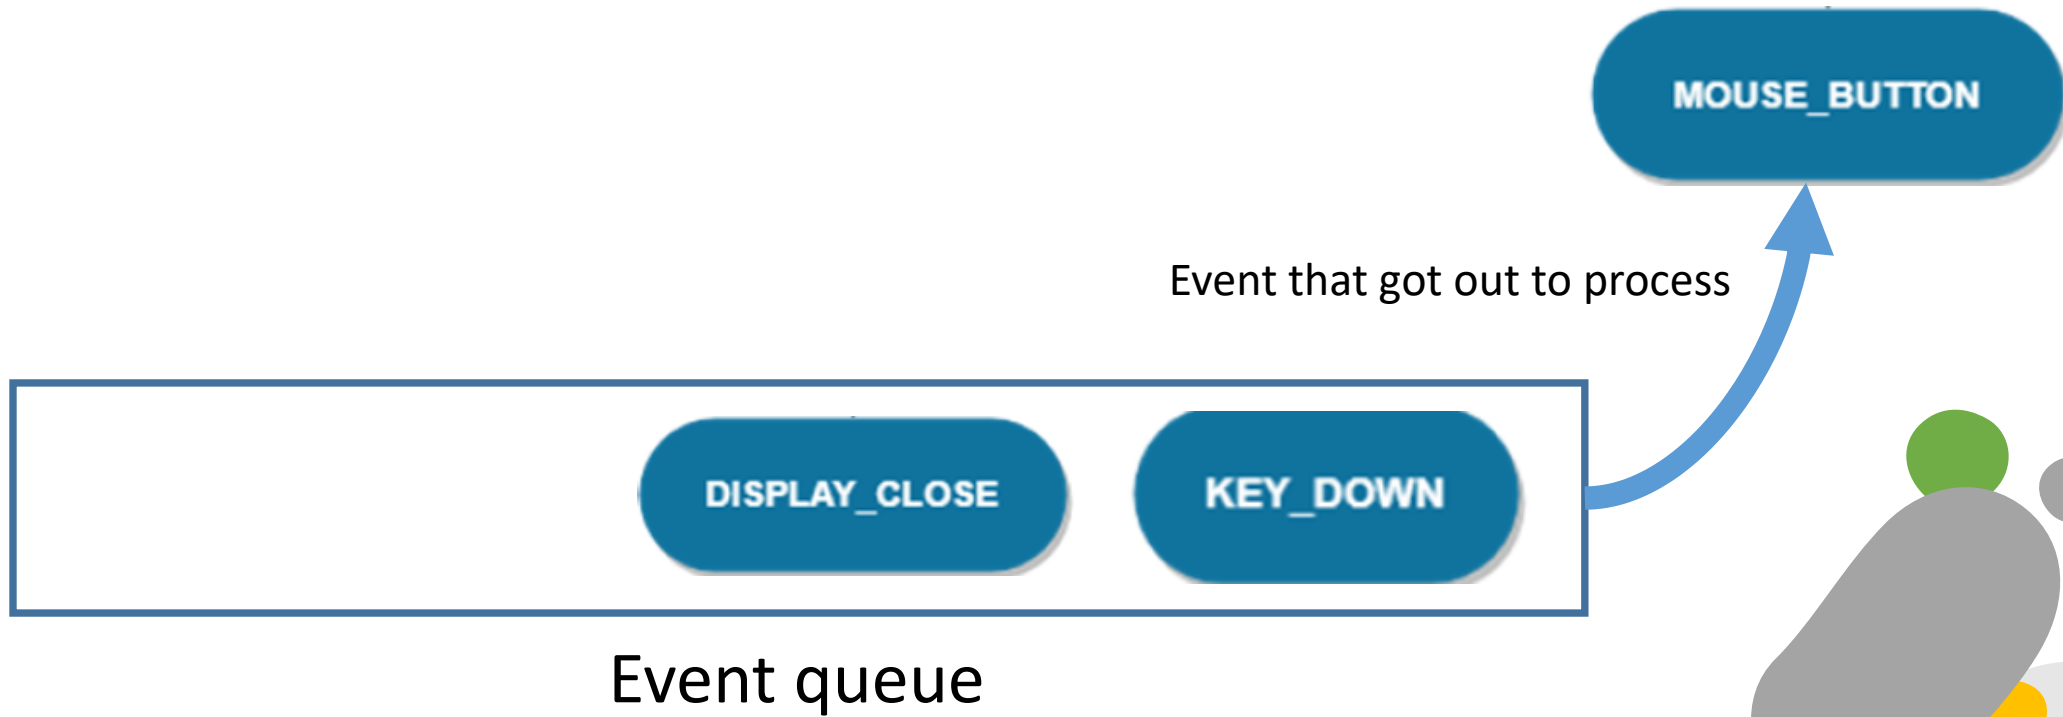 MOUSE_BUTTON
Event that got out to process
DISPLAY_CLOSE
KEY_DOWN
Event queue